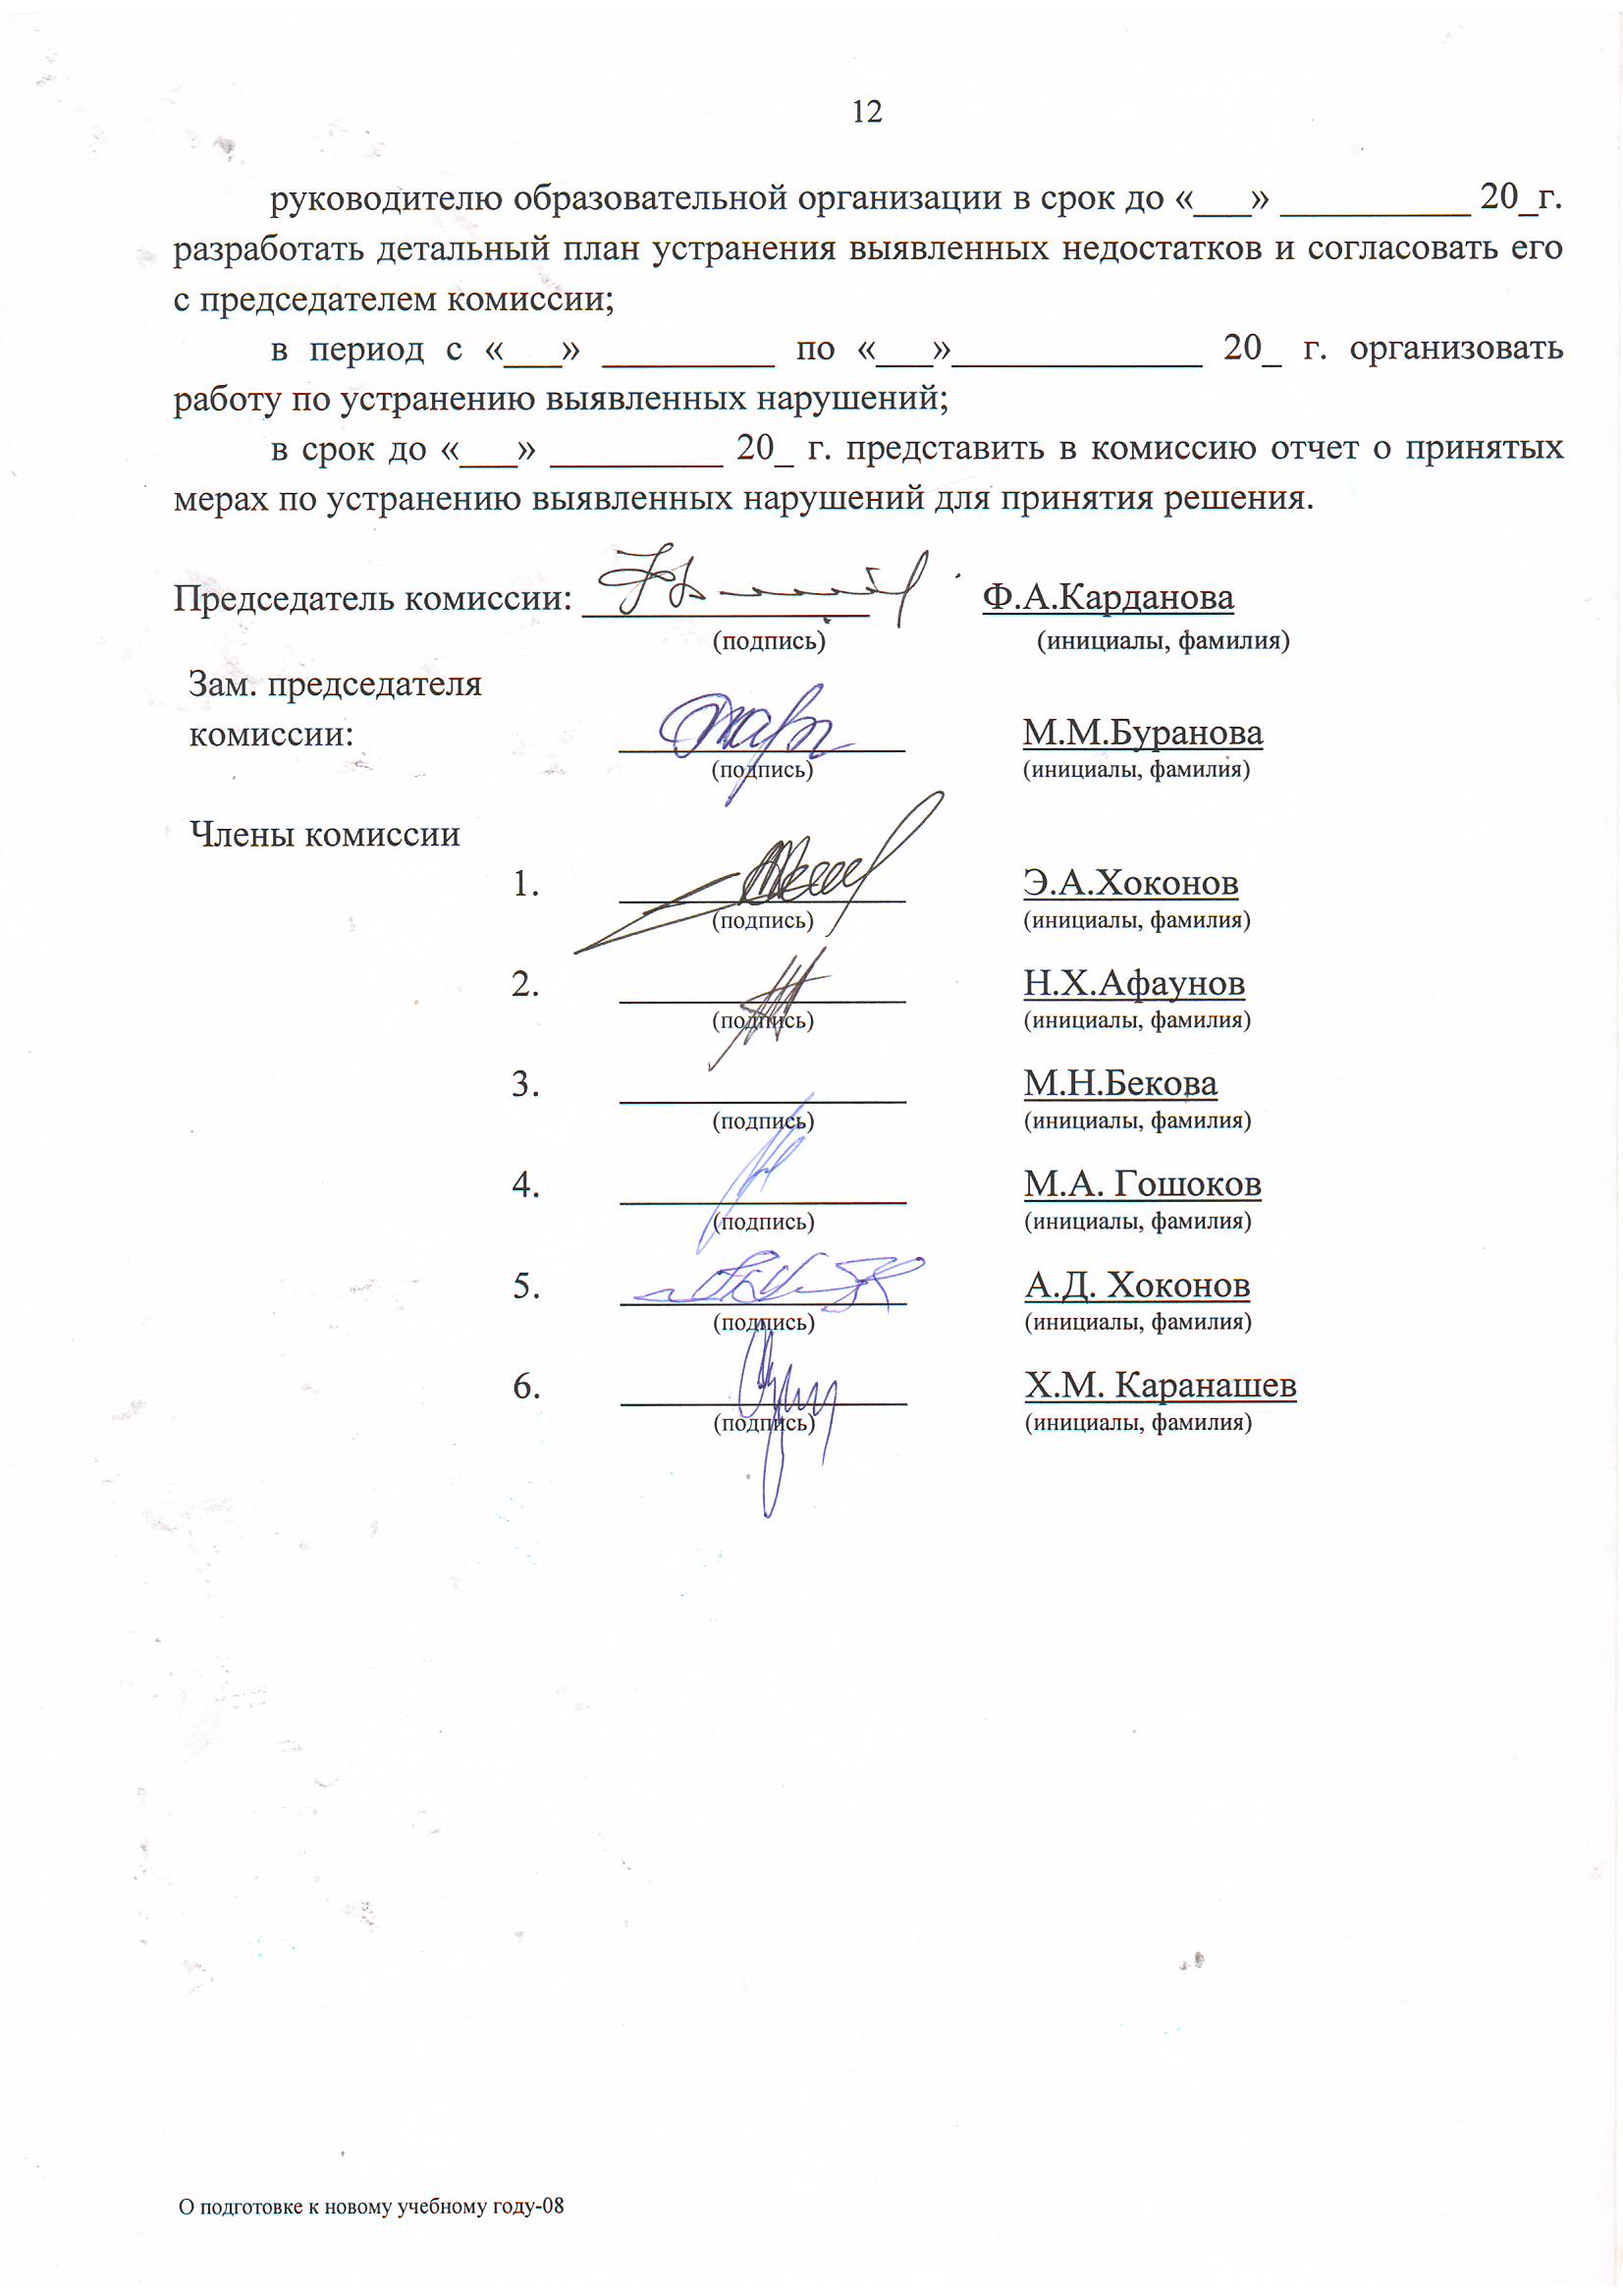 12
руководителю образовательной организации в срок до «___» __________ 20_г.
разработать детальный план устранения выявленных недостатков и согласовать его
с председателем комиссии;
в период с «___» _________ по «___»_____________ 20_ г. организовать
работу по устранению выявленных нарушений;
в срок до «___» _________ 20_ г. представить в комиссию отчет о принятых
мерах по устранению выявленных нарушений для принятия решения.
Председатель комиссии: _______________ Ф.А.Карданова
(подпись) (инициалы, фамилия)
Зам. председателя
комиссии: _______________ М.М.Буранова
(подпись) (инициалы, фамилия)
Члены комиссии
1. _______________ Э.А.Хоконов
(подпись) (инициалы, фамилия)
2. _______________ Н.Х.Афаунов
(подпись) (инициалы, фамилия)
3. _______________ М.Н.Бекова
(подпись) (инициалы, фамилия)
4. _______________ М.А. Гошоков
(подпись) (инициалы, фамилия)
5. _______________ А.Д. Хоконов
(подпись) (инициалы, фамилия)
6. _______________ Х.М. Каранашев
(подпись) (инициалы, фамилия)
О подготовке к новому учебному году-08